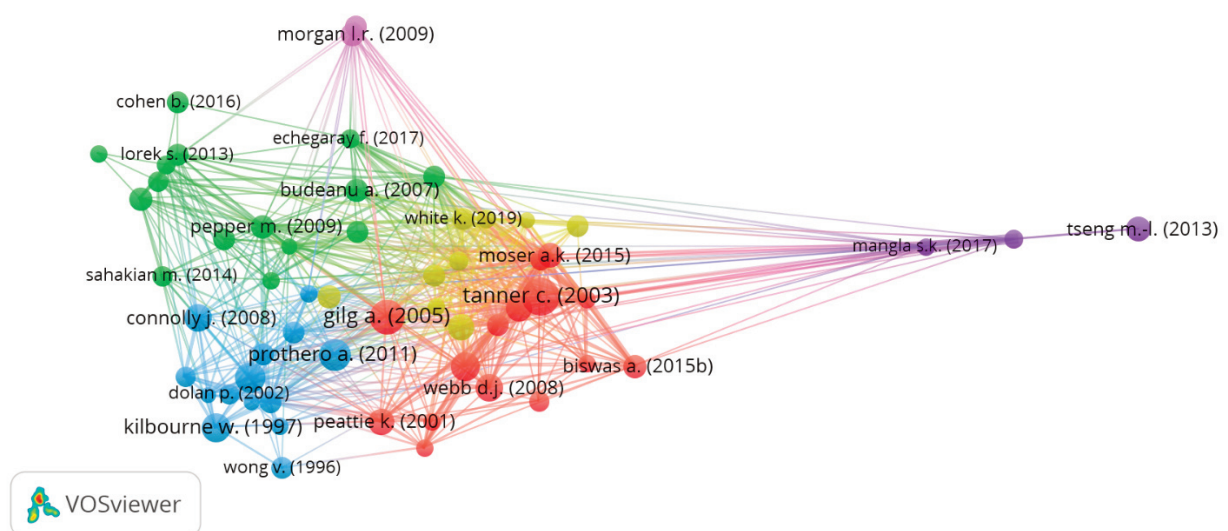 morgan l.r. (2009)
cohen b. (2016)
echegaray f. (2017)
lorek s. (2013)
budeanu a. (2007)
white k. (2019)
pepper m. (2009)
tseng m.-l. (2013)
mangla s.k. (2017)
moser a.k. (2015)
sahakian m. (2014)
tanner c. (2003)
connolly j. (2008)
gilg a. (2005)
prothero a. (2011)
biswas a. (2015b)
dolan p. (2002)
webb d.j. (2008)
kilbourne w. (1997)
peattie k. (2001)
wong v. (1996)
VOSviewer